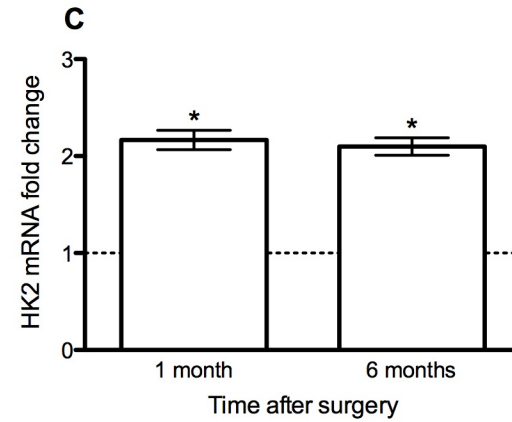 C
HK2 mRNA fold change
3
2
1
0
*
*
1 month
6 months
Time after surgery